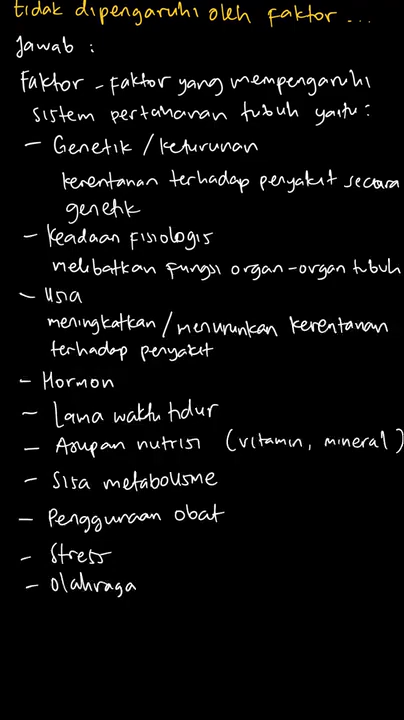 tidak dipengaruhi oleh faktor ...
Jawab :
Faktor - Faktor yang mempengaruhi
sistem pertahanan tubuh yaitu :
- Genetik / keturunan
kerentanan terhadap penyakit secara
genetik
- Keadaan fisiologis
melibatkan fungsi organ-organ tubuh
- Usia
meningkatkan / menurunkan kerentanan
terhadap penyakit
- Hormon
- Lama waktu tidur
- Asupan nutrisi (vitamin, mineral)
- Sisa metabolisme
- Penggunaan obat
- Stress
- Olahraga